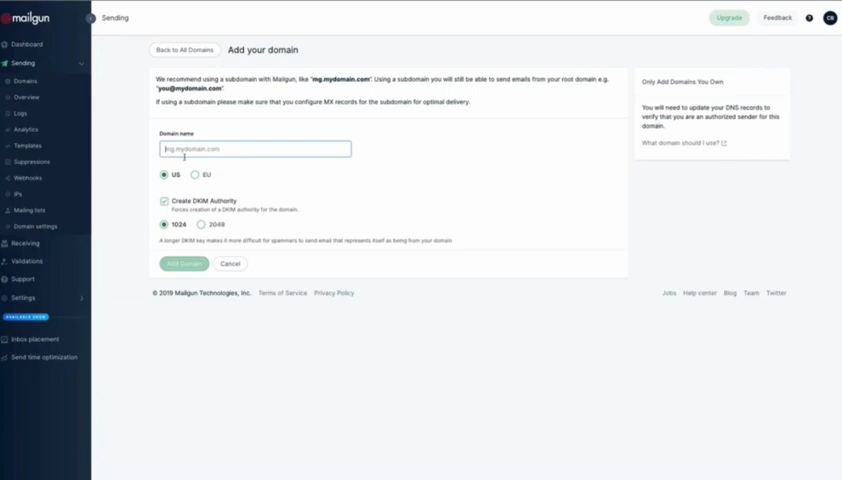 mailgun
Sending
Upgrade
Feedback
CB
Dashboard
Sending
Domains
Overview
Logs
Analytics
Templates
Suppressions
Webhooks
IPs
Mailing lists
Domain settings
Receiving
Validations
Support
Settings
AVAILABLE SOON
Inbox placement
Send time optimization
Back to All Domains
Add your domain
We recommend using a subdomain with Mailgun, like "mg.mydomain.com". Using a subdomain you will still be able to send emails from your root domain e.g.
"you@mydomain.com".
If using a subdomain please make sure that you configure MX records for the subdomain for optimal delivery.
Domain name
mg.mydomain.com
US
EU
Create DKIM Authority
Forces creation of a DKIM authority for the domain.
1024
2048
A longer DKIM key makes it more difficult for spammers to send email that represents itself as being from your domain
Add Domain
Cancel
Only Add Domains You Own
You will need to update your DNS records to
verify that you are an authorized sender for this
domain.
What domain should I use?
© 2019 Mailgun Technologies, Inc.
Terms of Service
Privacy Policy
Jobs
Help center
Blog
Team
Twitter